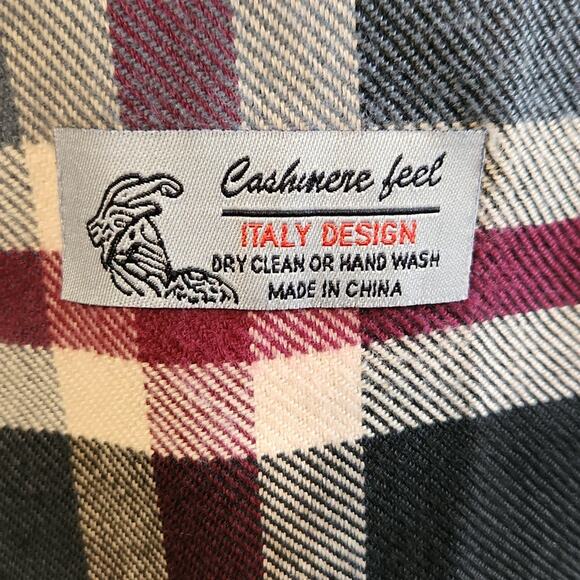 Cashmere feel
ITALY DESIGN
DRY CLEAN OR HAND WASH
MADE IN CHINA